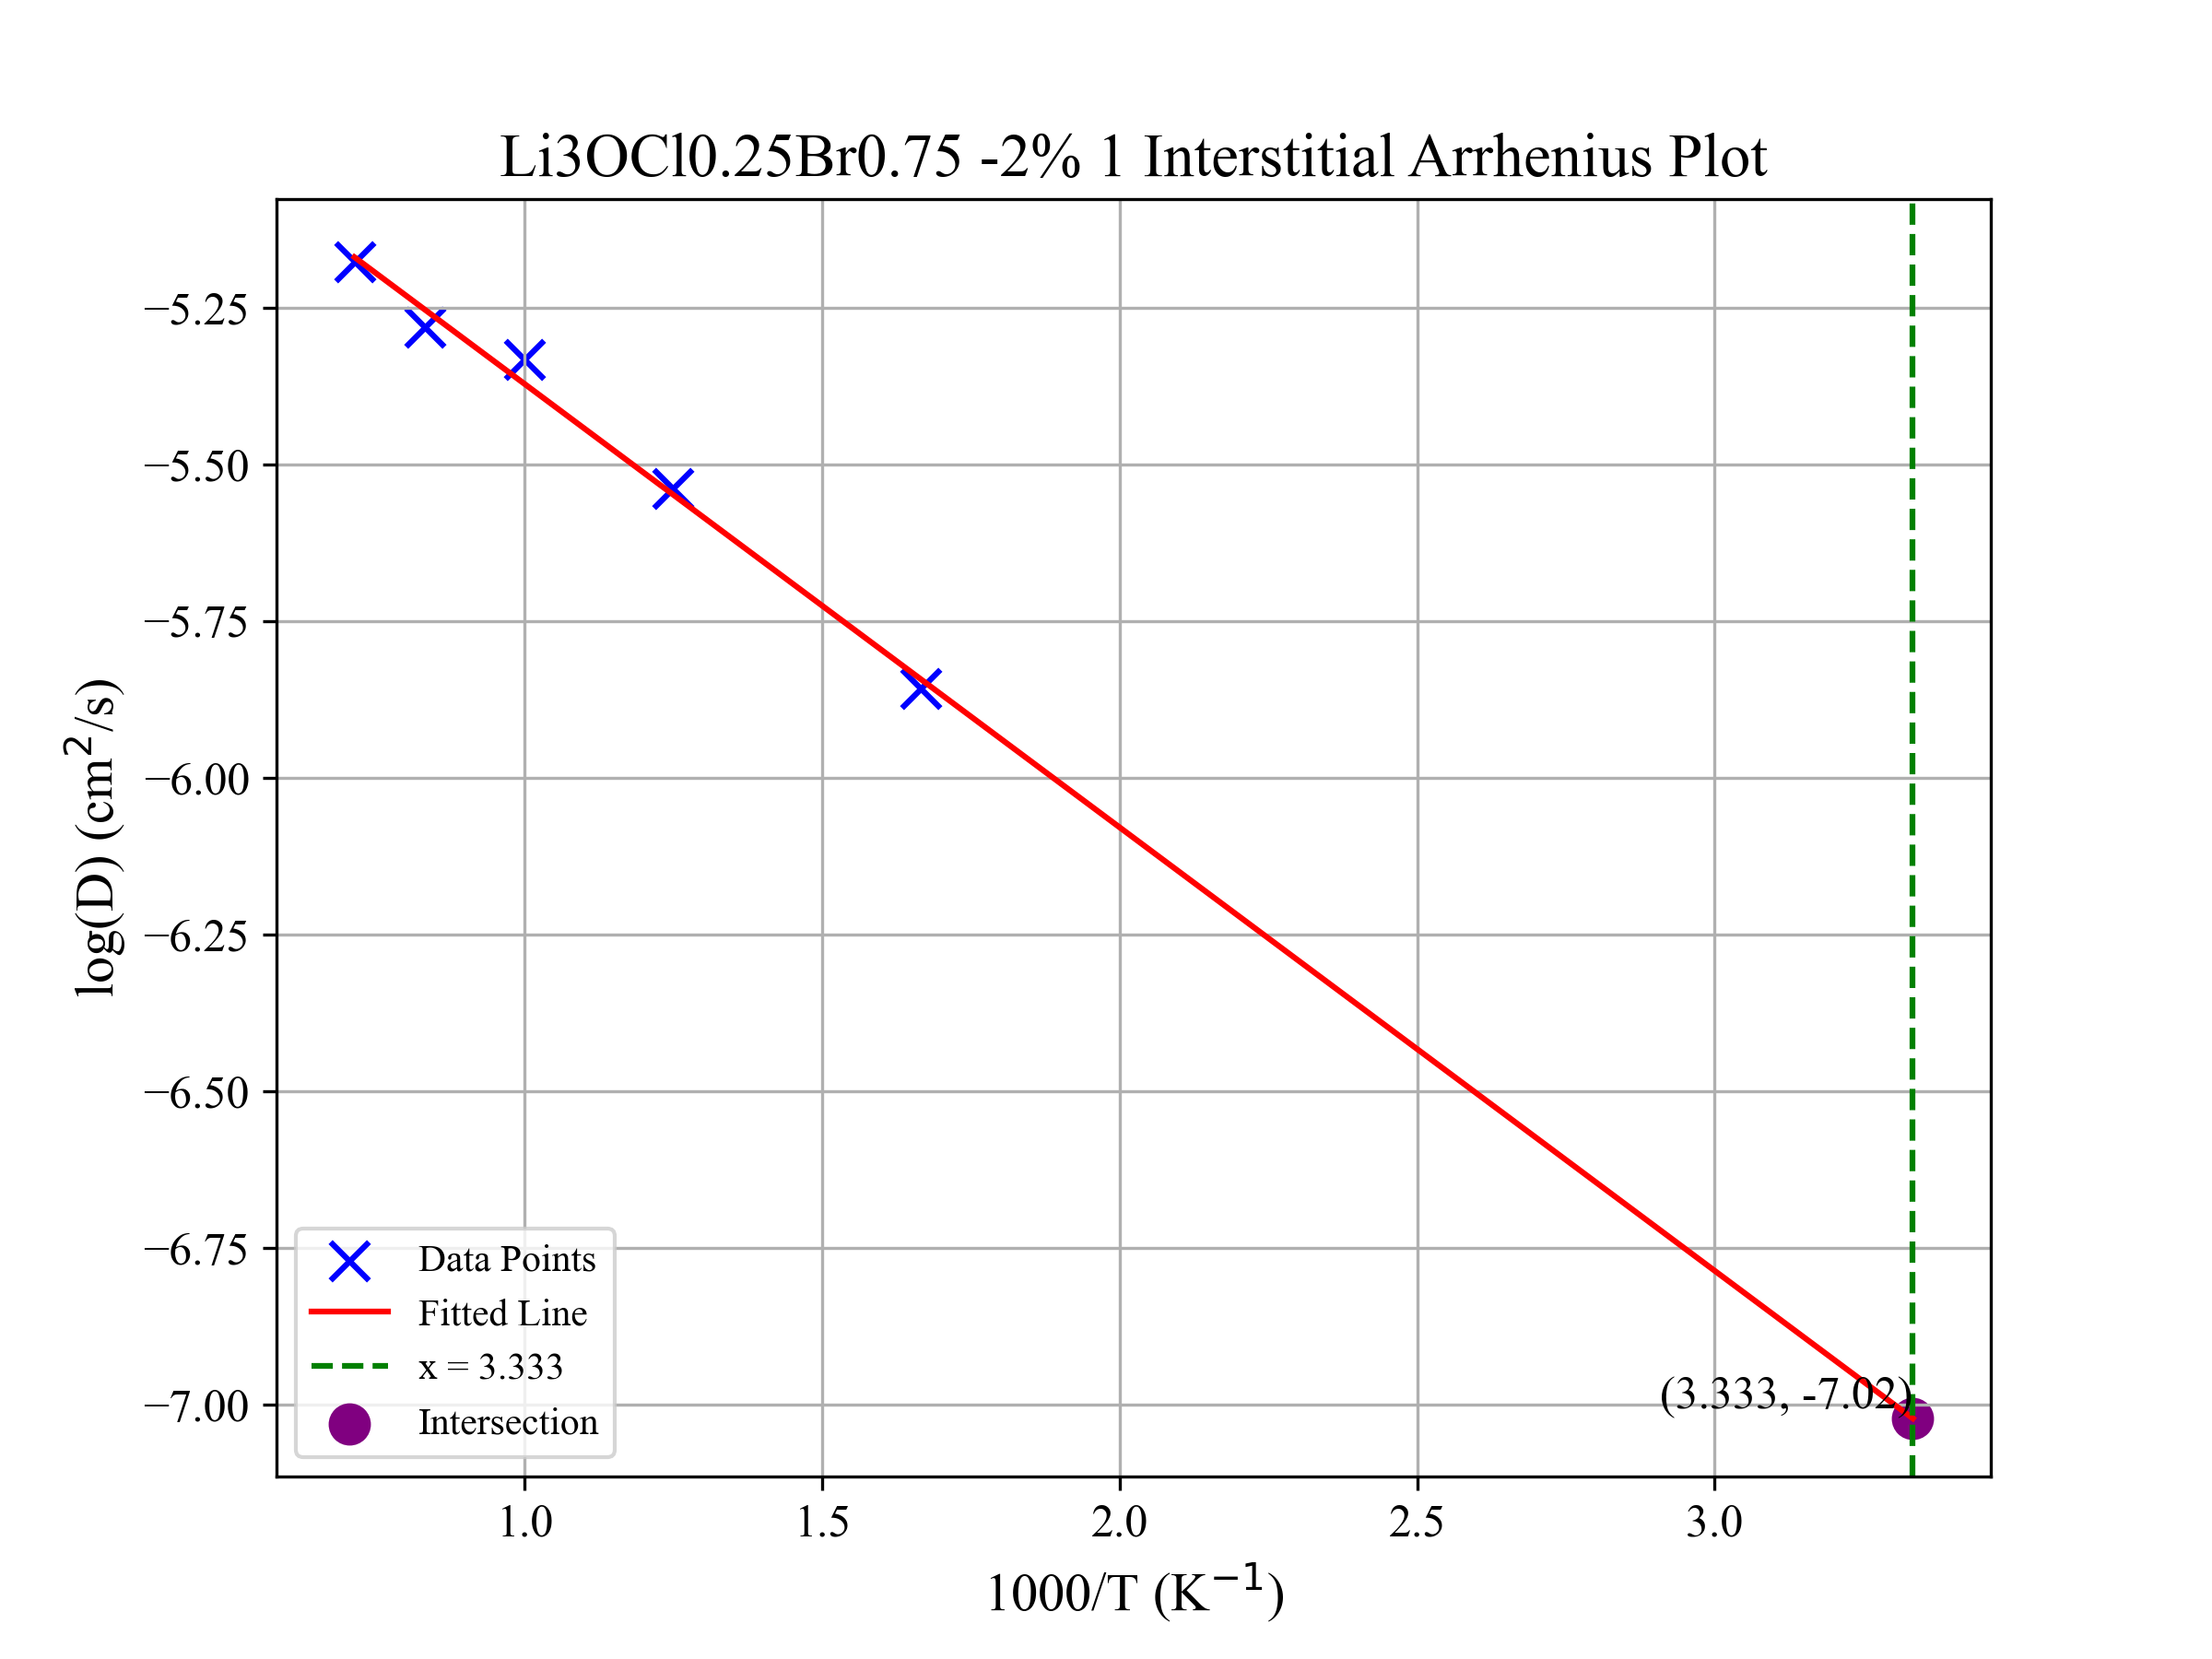 Li3OCl0.25Br0.75 -2% 1 Interstitial Arrhenius Plot
log(D) (cm²/s)
−5.25
−5.50
−5.75
−6.00
−6.25
−6.50
−6.75
−7.00
(3.333, -7.02)
Data Points
Fitted Line
x = 3.333
Intersection
1.0 1.5 2.0 2.5 3.0
1000/T (K⁻¹)